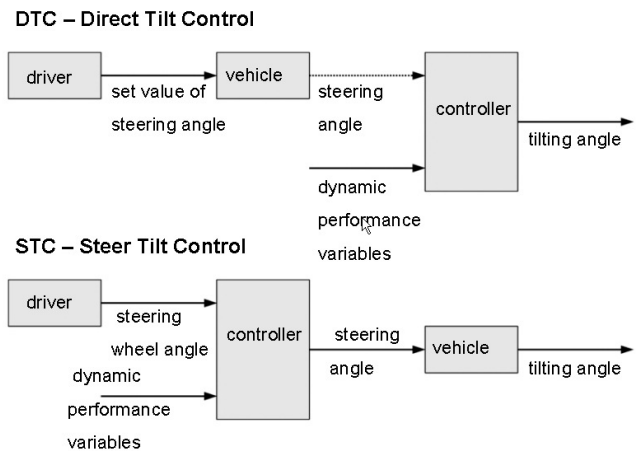 DTC – Direct Tilt Control
driver
set value of
steering angle
vehicle
steering
angle
dynamic
performance
variables
controller
tilting angle
STC – Steer Tilt Control
driver
steering
wheel angle
dynamic
performance
variables
controller
steering
angle
vehicle
tilting angle